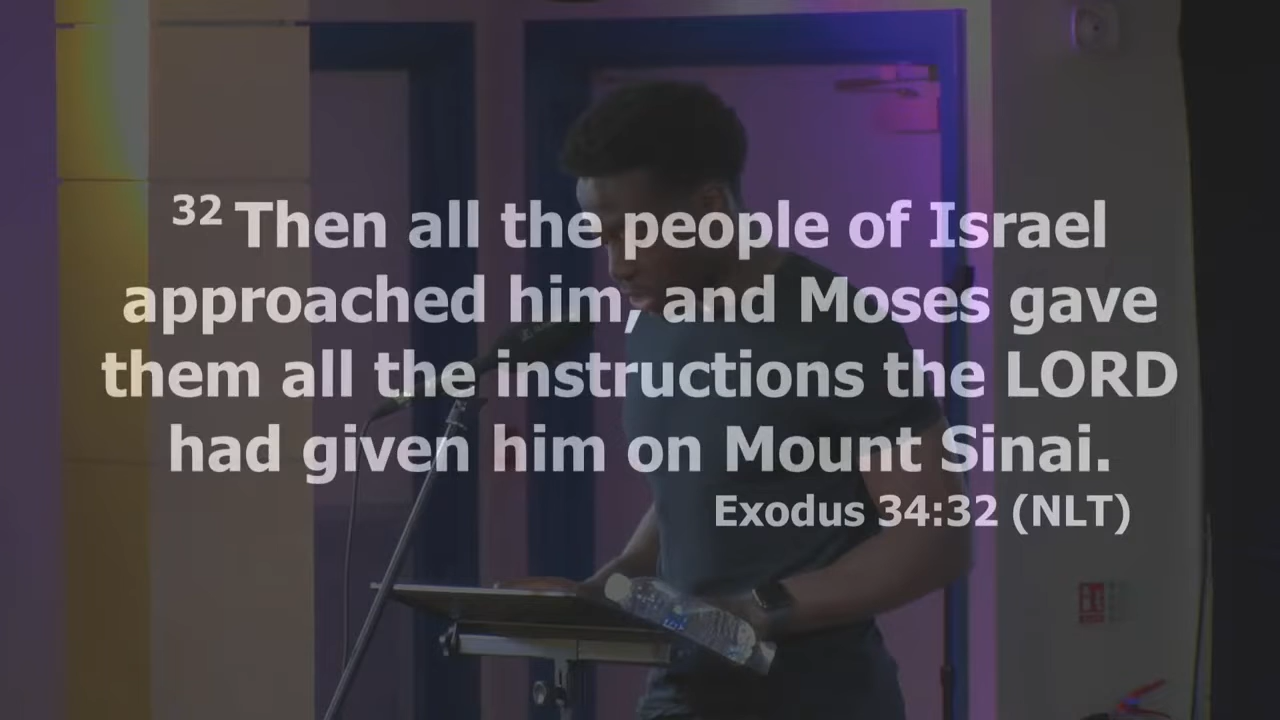 32 Then all the people of Israel
approached him, and Moses gave
them all the instructions the LORD
had given him on Mount Sinai.
Exodus 34:32 (NLT)